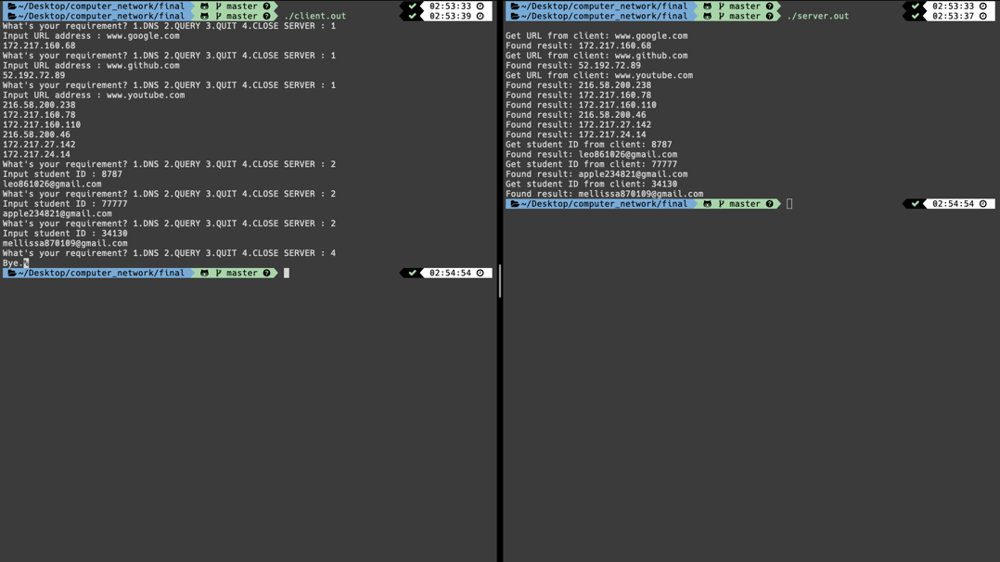 ~/Desktop/computer_network/final master ? ✔ 02:53:33
~/Desktop/computer_network/final master ? ./client.out ✔ 02:53:39
What's your requirement? 1.DNS 2.QUERY 3.QUIT 4.CLOSE SERVER : 1
Input URL address : www.google.com
172.217.160.68
What's your requirement? 1.DNS 2.QUERY 3.QUIT 4.CLOSE SERVER : 1
Input URL address : www.github.com
52.192.72.89
What's your requirement? 1.DNS 2.QUERY 3.QUIT 4.CLOSE SERVER : 1
Input URL address : www.youtube.com
216.58.200.238
172.217.160.78
172.217.160.110
216.58.200.46
172.217.27.142
172.217.24.14
What's your requirement? 1.DNS 2.QUERY 3.QUIT 4.CLOSE SERVER : 2
Input student ID : 8787
leo861026@gmail.com
What's your requirement? 1.DNS 2.QUERY 3.QUIT 4.CLOSE SERVER : 2
Input student ID : 77777
apple234821@gmail.com
What's your requirement? 1.DNS 2.QUERY 3.QUIT 4.CLOSE SERVER : 2
Input student ID : 34130
mellissa870109@gmail.com
What's your requirement? 1.DNS 2.QUERY 3.QUIT 4.CLOSE SERVER : 4
Bye.%
~/Desktop/computer_network/final master ? ✔ 02:54:54
~/Desktop/computer_network/final master ? ✔ 02:53:33
~/Desktop/computer_network/final master ? ./server.out ✔ 02:53:37
Get URL from client: www.google.com
Found result: 172.217.160.68
Get URL from client: www.github.com
Found result: 52.192.72.89
Get URL from client: www.youtube.com
Found result: 216.58.200.238
Found result: 172.217.160.78
Found result: 172.217.160.110
Found result: 216.58.200.46
Found result: 172.217.27.142
Found result: 172.217.24.14
Get student ID from client: 8787
Found result: leo861026@gmail.com
Get student ID from client: 77777
Found result: apple234821@gmail.com
Get student ID from client: 34130
Found result: mellissa870109@gmail.com
~/Desktop/computer_network/final master ? ✔ 02:54:54